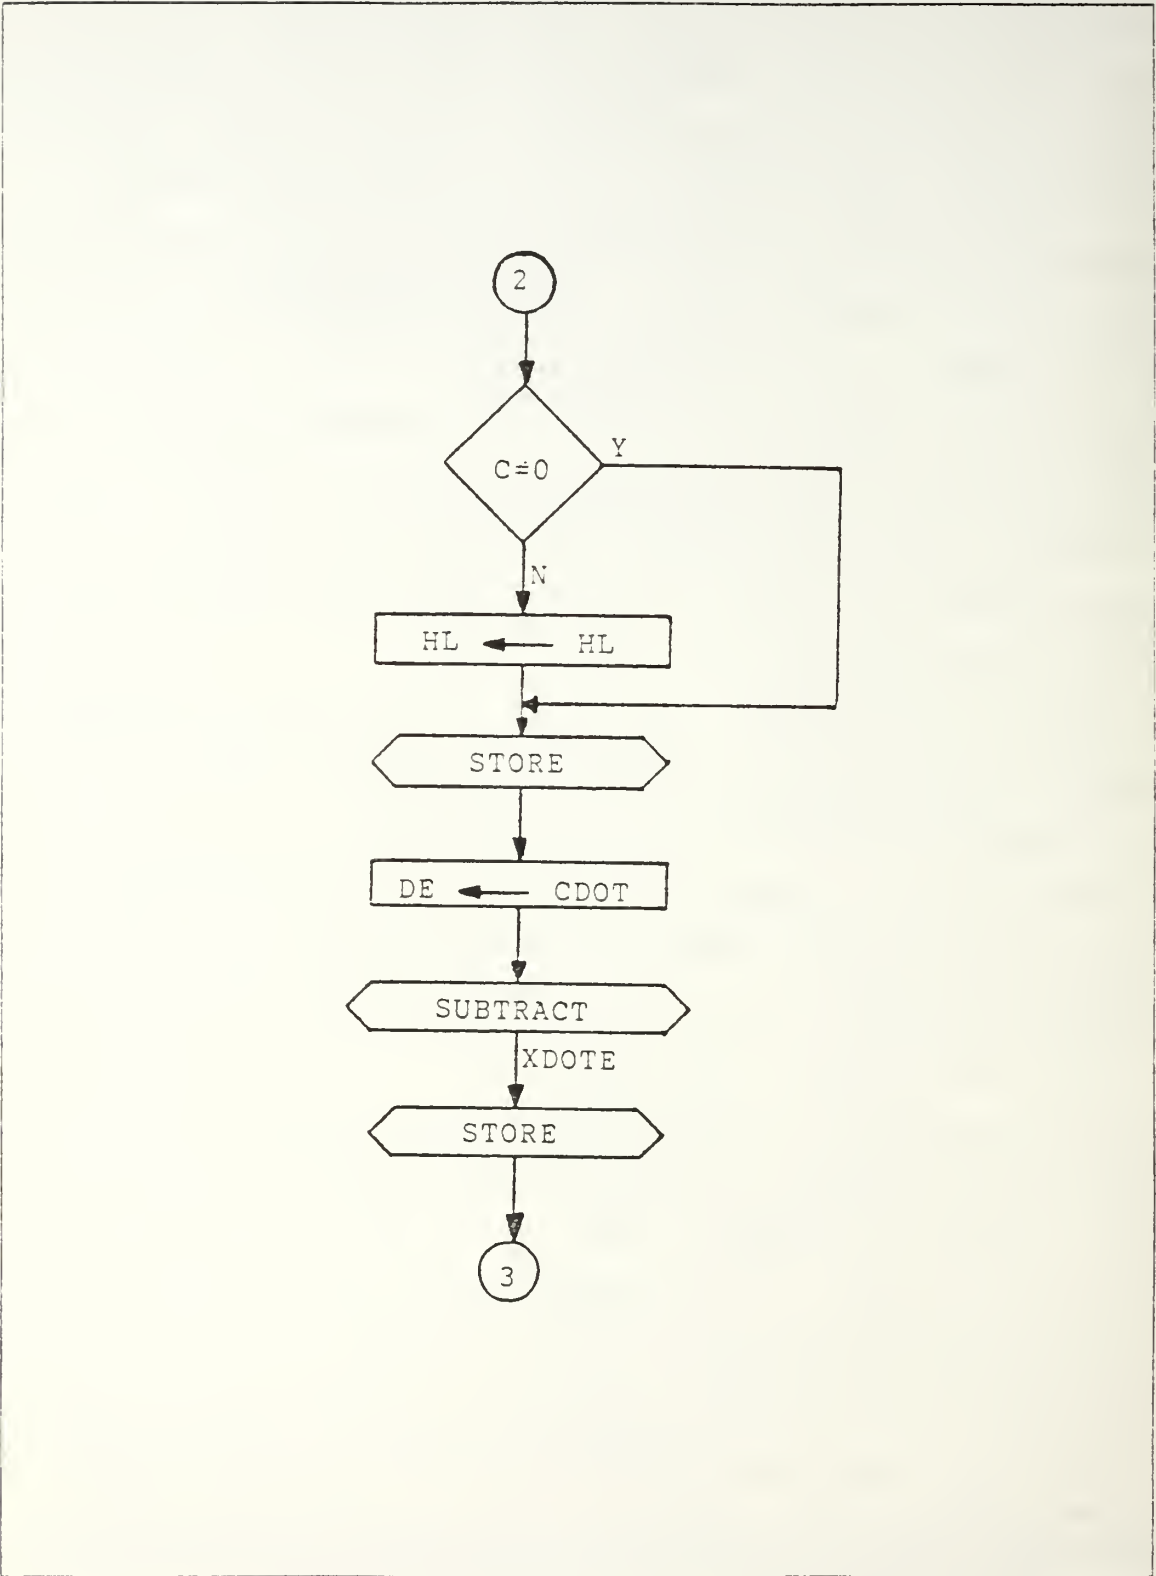 2
C=0
Y
N
HL ← HL
STORE
DE ← CDOT
SUBTRACT
XDOTE
STORE
3